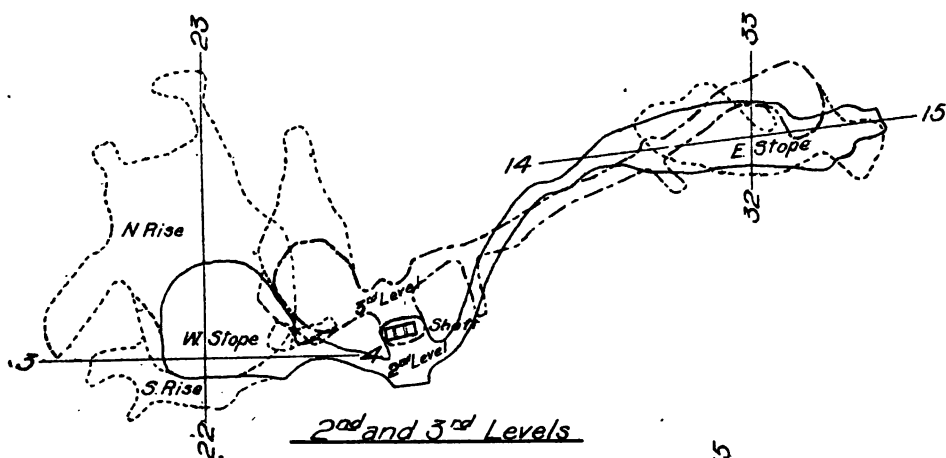 23
33
15
14
E. Stope
32
N Rise
3rd Level
Shaft
W. Stope
3
4
2nd Level
S. Rise
22
2nd and 3rd Levels
5